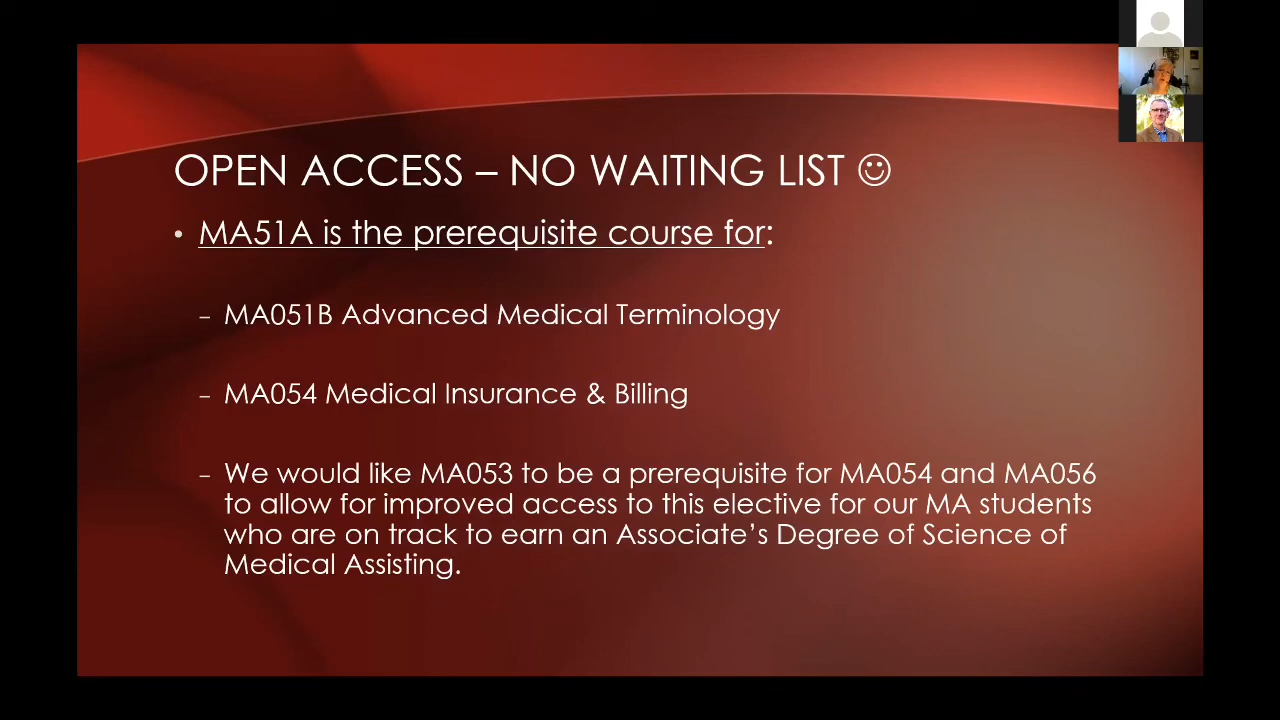 OPEN ACCESS – NO WAITING LIST ☺
• MA51A is the prerequisite course for:
– MA051B Advanced Medical Terminology
– MA054 Medical Insurance & Billing
– We would like MA053 to be a prerequisite for MA054 and MA056
to allow for improved access to this elective for our MA students
who are on track to earn an Associate’s Degree of Science of
Medical Assisting.